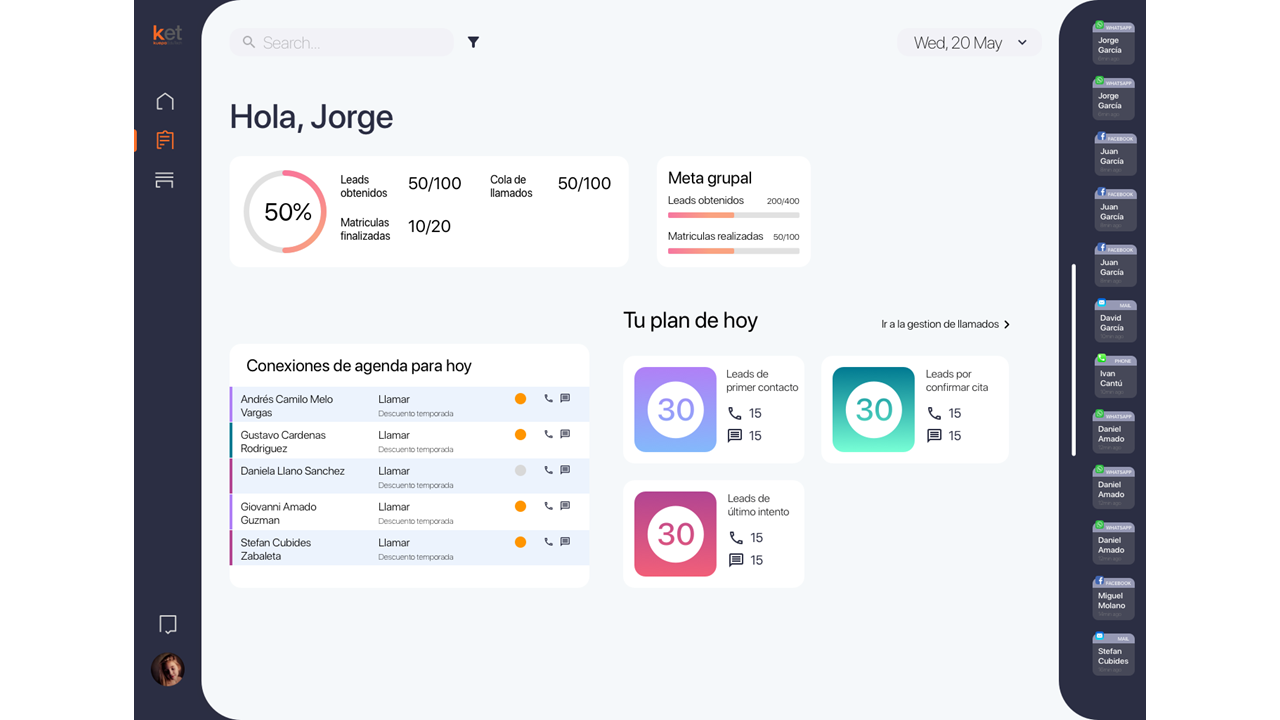 ket
Search...
Wed, 20 May
Hola, Jorge
50%
Leads
obtenidos
50/100
Cola de
llamados
50/100
Matriculas
finalizadas
10/20
Meta grupal
Leads obtenidos 200/400
Matriculas realizadas 50/100
Conexiones de agenda para hoy
Andrés Camilo Melo
Vargas
Llamar
Descuento temporada
Gustavo Cardenas
Rodriguez
Llamar
Descuento temporada
Daniela Llano Sanchez
Llamar
Descuento temporada
Giovanni Amado
Guzman
Llamar
Descuento temporada
Stefan Cubides
Zabaleta
Llamar
Descuento temporada
Tu plan de hoy
Ir a la gestion de llamados
30
Leads de
primer contacto
15
15
30
Leads por
confirmar cita
15
15
30
Leads de
último intento
15
15
WHATSAPP
Jorge
García
WHATSAPP
Jorge
García
FACEBOOK
Juan
García
FACEBOOK
Juan
García
FACEBOOK
Juan
García
MAIL
David
García
PHONE
Ivan
Cantú
WHATSAPP
Daniel
Amado
WHATSAPP
Daniel
Amado
WHATSAPP
Daniel
Amado
FACEBOOK
Miguel
Molano
MAIL
Stefan
Cubides